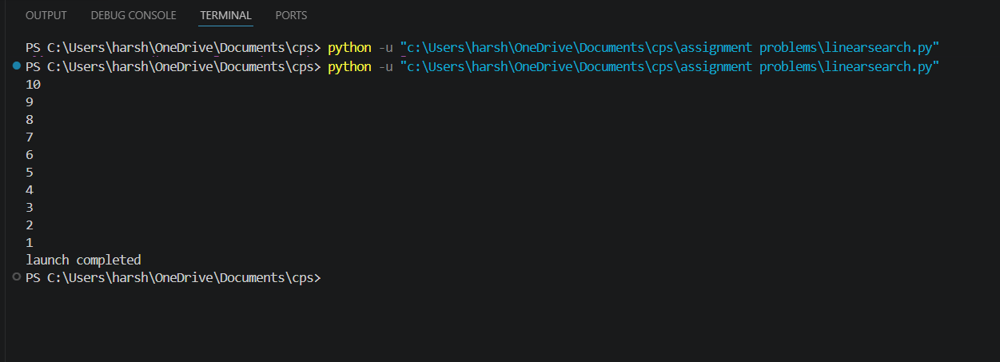 OUTPUT DEBUG CONSOLE TERMINAL PORTS
PS C:\Users\harsh\OneDrive\Documents\cps> python -u "c:\Users\harsh\OneDrive\Documents\cps\assignment problems\linearsearch.py"
PS C:\Users\harsh\OneDrive\Documents\cps> python -u "c:\Users\harsh\OneDrive\Documents\cps\assignment problems\linearsearch.py"
10
9
8
7
6
5
4
3
2
1
launch completed
PS C:\Users\harsh\OneDrive\Documents\cps>